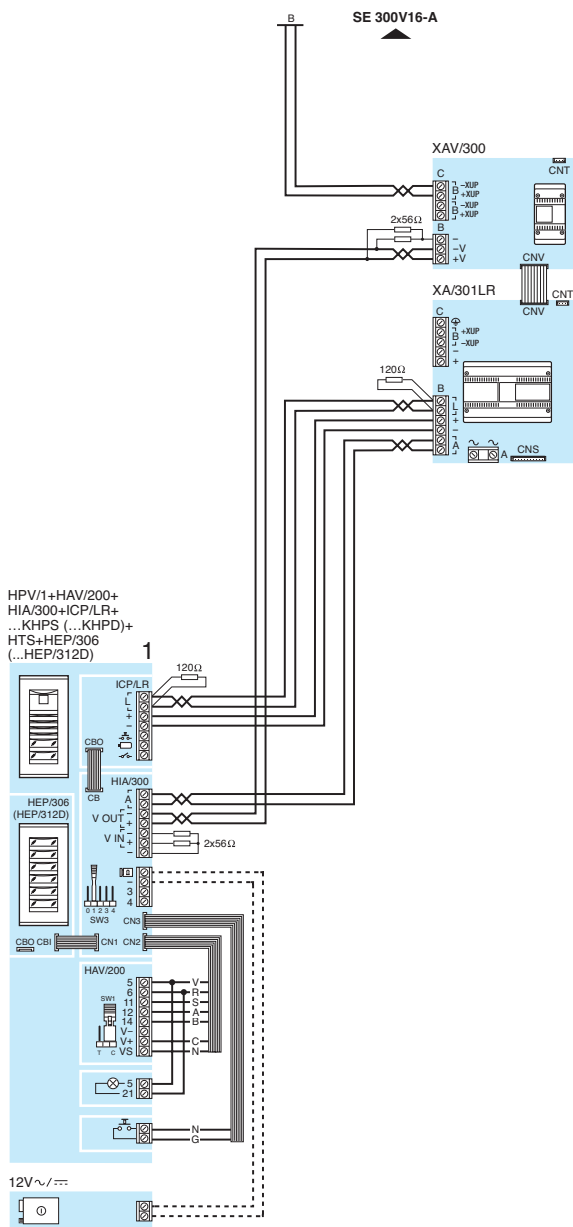 B
SE 300V16-A
XAV/300
CNT
C
B
–XUP
+XUP
B
–XUP
+XUP
2x56Ω
B
–
–V
+V
CNV
CNV
XA/301LR
CNT
C
B
+XUP
–XUP
–
+
120Ω
B
L
+
–
A
A
CNS
HPV/1+HAV/200+
HIA/300+ICP/LR+
...KHPS (...KHPD)+
HTS+HEP/306
(...HEP/312D)
1
ICP/LR
120Ω
L
+
–
CBO
CB
HIA/300
A
V OUT
–
+
V IN
–
+
–
2x56Ω
HEP/306
(HEP/312D)
–
3
4
0 1 2 3 4
SW3
CN3
CBO CBI
CN1
CN2
HAV/200
SW1
T C
5 V
6 R
11 S
12 A
14 B
V–
V+ C
VS N
5
21
N
G
12V ~/⎓